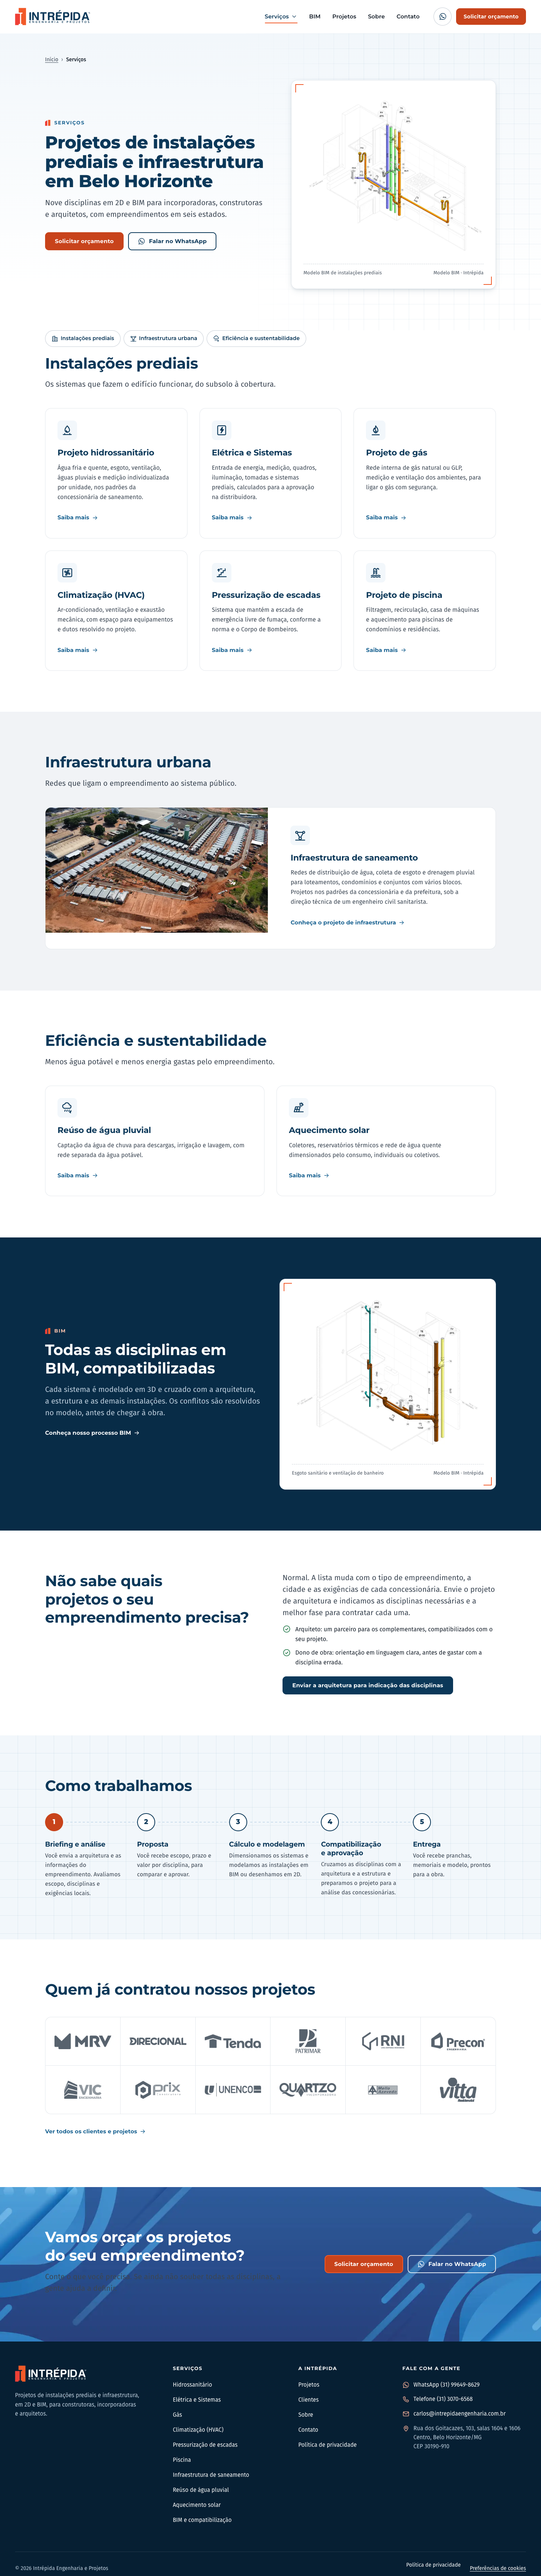 INTRÉPIDA
ENGENHARIA E PROJETOS
Serviços
BIM
Projetos
Sobre
Contato
Solicitar orçamento
Início › Serviços
SERVIÇOS
Projetos de instalações
prediais e infraestrutura
em Belo Horizonte
Nove disciplinas em 2D e BIM para incorporadoras, construtoras
e arquitetos, com empreendimentos em seis estados.
Solicitar orçamento
Falar no WhatsApp
Modelo BIM de instalações prediais
Modelo BIM · Intrépida
Instalações prediais
Infraestrutura urbana
Eficiência e sustentabilidade
Instalações prediais
Os sistemas que fazem o edifício funcionar, do subsolo à cobertura.
Projeto hidrossanitário
Água fria e quente, esgoto, ventilação,
águas pluviais e medição individualizada
por unidade, nos padrões da
concessionária de saneamento.
Saiba mais →
Elétrica e Sistemas
Entrada de energia, medição, quadros,
iluminação, tomadas e sistemas
prediais, calculados para a aprovação
na distribuidora.
Saiba mais →
Projeto de gás
Rede interna de gás natural ou GLP,
medição e ventilação dos ambientes, para
ligar o gás com segurança.
Saiba mais →
Climatização (HVAC)
Ar-condicionado, ventilação e exaustão
mecânica, com espaço para equipamentos
e dutos resolvido no projeto.
Saiba mais →
Pressurização de escadas
Sistema que mantém a escada de
emergência livre de fumaça, conforme a
norma e o Corpo de Bombeiros.
Saiba mais →
Projeto de piscina
Filtragem, recirculação, casa de máquinas
e aquecimento para piscinas de
condomínios e residências.
Saiba mais →
Infraestrutura urbana
Redes que ligam o empreendimento ao sistema público.
Infraestrutura de saneamento
Redes de distribuição de água, coleta de esgoto e drenagem pluvial
para loteamentos, condomínios e conjuntos com vários blocos.
Projetos nos padrões da concessionária e da prefeitura, sob a
direção técnica de um engenheiro civil sanitarista.
Conheça o projeto de infraestrutura →
Eficiência e sustentabilidade
Menos água potável e menos energia gastas pelo empreendimento.
Reúso de água pluvial
Captação da água de chuva para descargas, irrigação e lavagem, com
rede separada da água potável.
Saiba mais →
Aquecimento solar
Coletores, reservatórios térmicos e rede de água quente
dimensionados pelo consumo, individuais ou coletivos.
Saiba mais →
BIM
Todas as disciplinas em
BIM, compatibilizadas
Cada sistema é modelado em 3D e cruzado com a arquitetura,
a estrutura e as demais instalações. Os conflitos são resolvidos
no modelo, antes de chegar à obra.
Conheça nosso processo BIM →
Esgoto sanitário e ventilação de banheiro
Modelo BIM · Intrépida
Não sabe quais
projetos o seu
empreendimento precisa?
Normal. A lista muda com o tipo de empreendimento, a
cidade e as exigências de cada concessionária. Envie o projeto
de arquitetura e indicamos as disciplinas necessárias e a
melhor fase para contratar cada uma.
Arquiteto: um parceiro para os complementares, compatibilizados com o
seu projeto.
Dono de obra: orientação em linguagem clara, antes de gastar com a
disciplina errada.
Enviar a arquitetura para indicação das disciplinas
Como trabalhamos
1
Briefing e análise
Você envia a arquitetura e as
informações do
empreendimento. Avaliamos
escopo, disciplinas e
exigências locais.
2
Proposta
Você recebe escopo, prazo e
valor por disciplina, para
comparar e aprovar.
3
Cálculo e modelagem
Dimensionamos os sistemas e
modelamos as instalações em
BIM ou desenhamos em 2D.
4
Compatibilização
e aprovação
Cruzamos as disciplinas com a
arquitetura e a estrutura e
preparamos o projeto para a
análise das concessionárias.
5
Entrega
Você recebe pranchas,
memoriais e modelo, prontos
para a obra.
Quem já contratou nossos projetos
MRV
DIRECIONAL
Tenda
PATRIMAR
RNI
Precon
VIC
prix
UNENCO
QUARTZO
vitta
Ver todos os clientes e projetos →
Vamos orçar os projetos
do seu empreendimento?
Solicitar orçamento
Falar no WhatsApp
INTRÉPIDA
ENGENHARIA E PROJETOS
Projetos de instalações prediais e infraestrutura,
em 2D e BIM, para construtoras, incorporadoras
e arquitetos.
SERVIÇOS
Hidrossanitário
Elétrica e Sistemas
Gás
Climatização (HVAC)
Pressurização de escadas
Piscina
Infraestrutura de saneamento
Reúso de água pluvial
Aquecimento solar
BIM e compatibilização
A INTRÉPIDA
Projetos
Clientes
Sobre
Contato
Política de privacidade
FALE COM A GENTE
WhatsApp (31) 99649-8629
Telefone (31) 3070-6568
carlos@intrepidaengenharia.com.br
Rua dos Goitacazes, 103, salas 1604 e 1606
Centro, Belo Horizonte/MG
CEP 30190-910
© 2026 Intrépida Engenharia e Projetos
Política de privacidade
Preferências de cookies